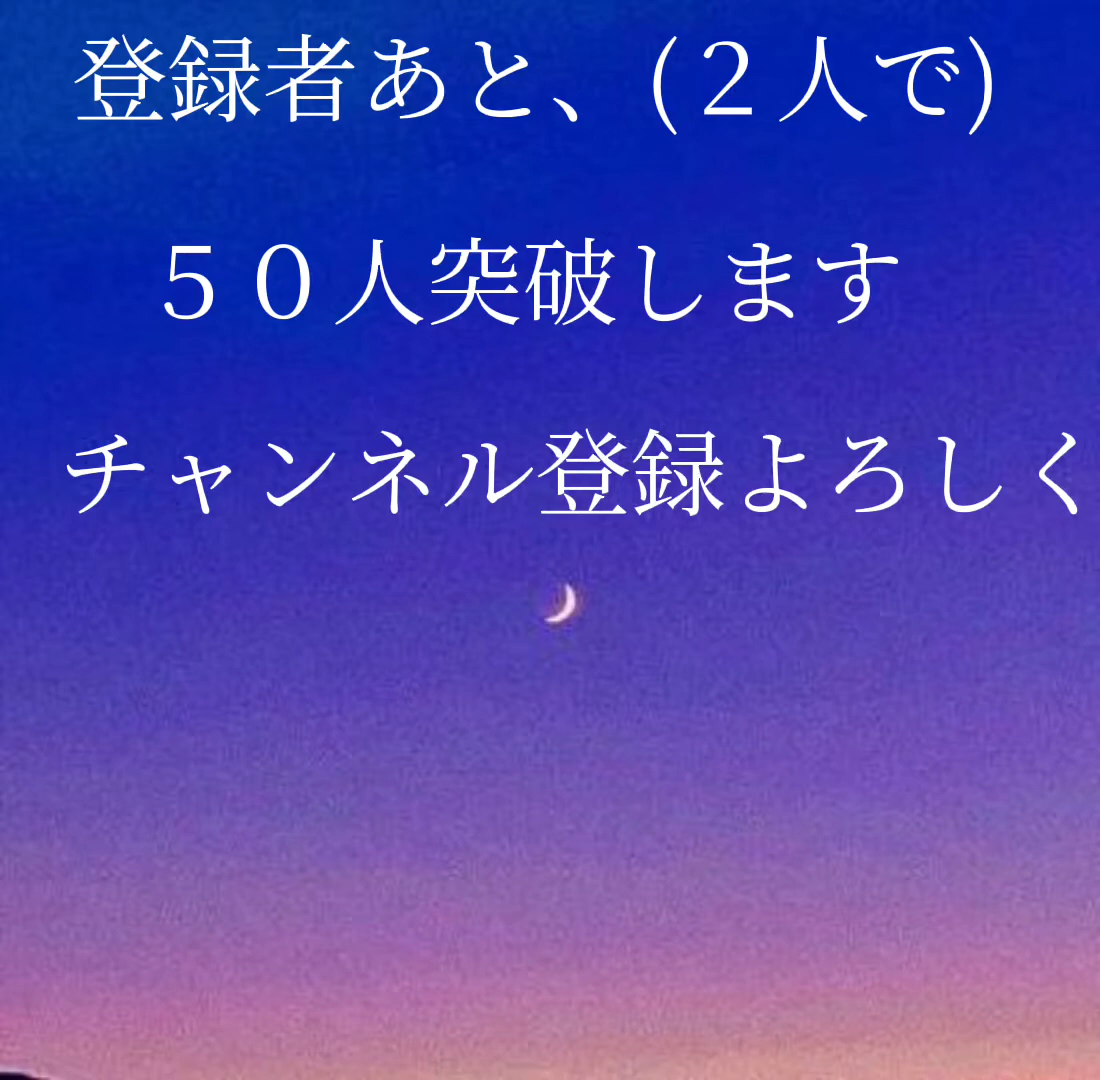 登録者あと、(２人で)
５０人突破します
チャンネル登録よろしく